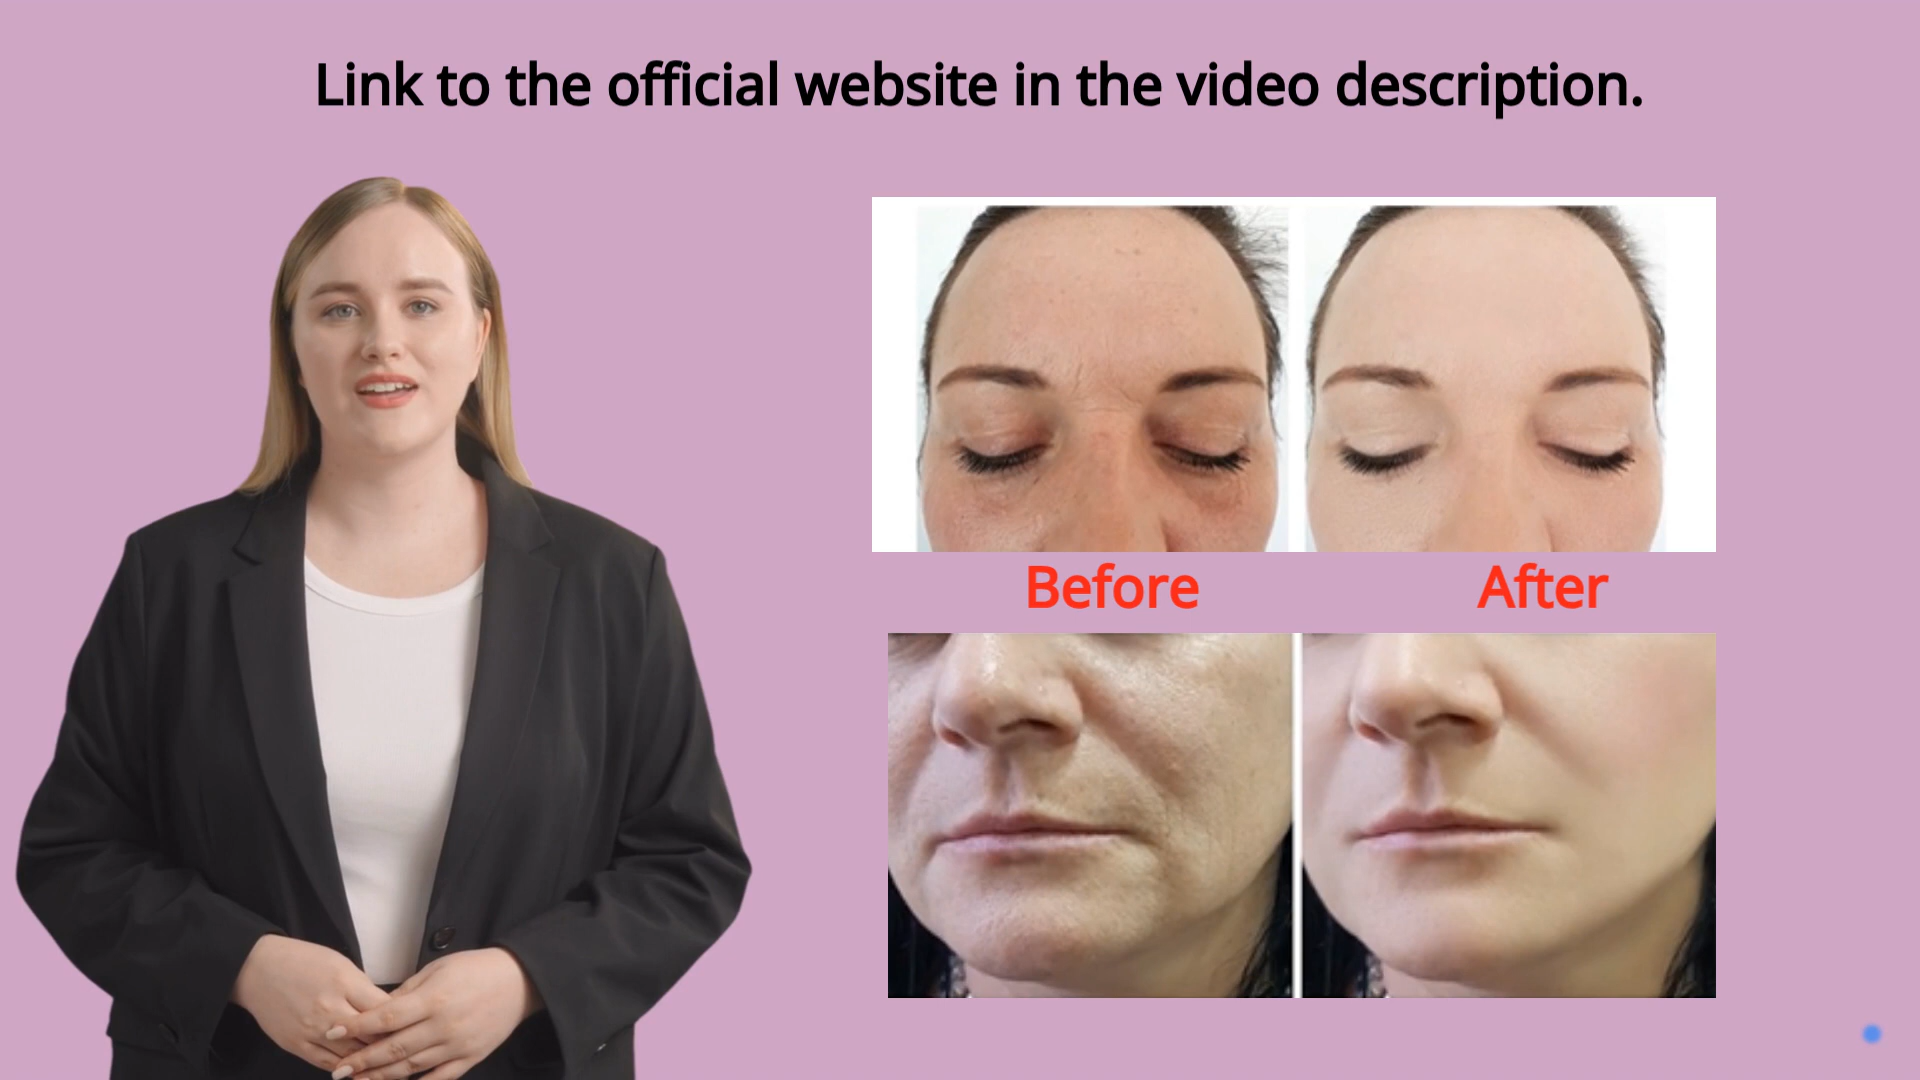 Link to the official website in the video description.
Before After